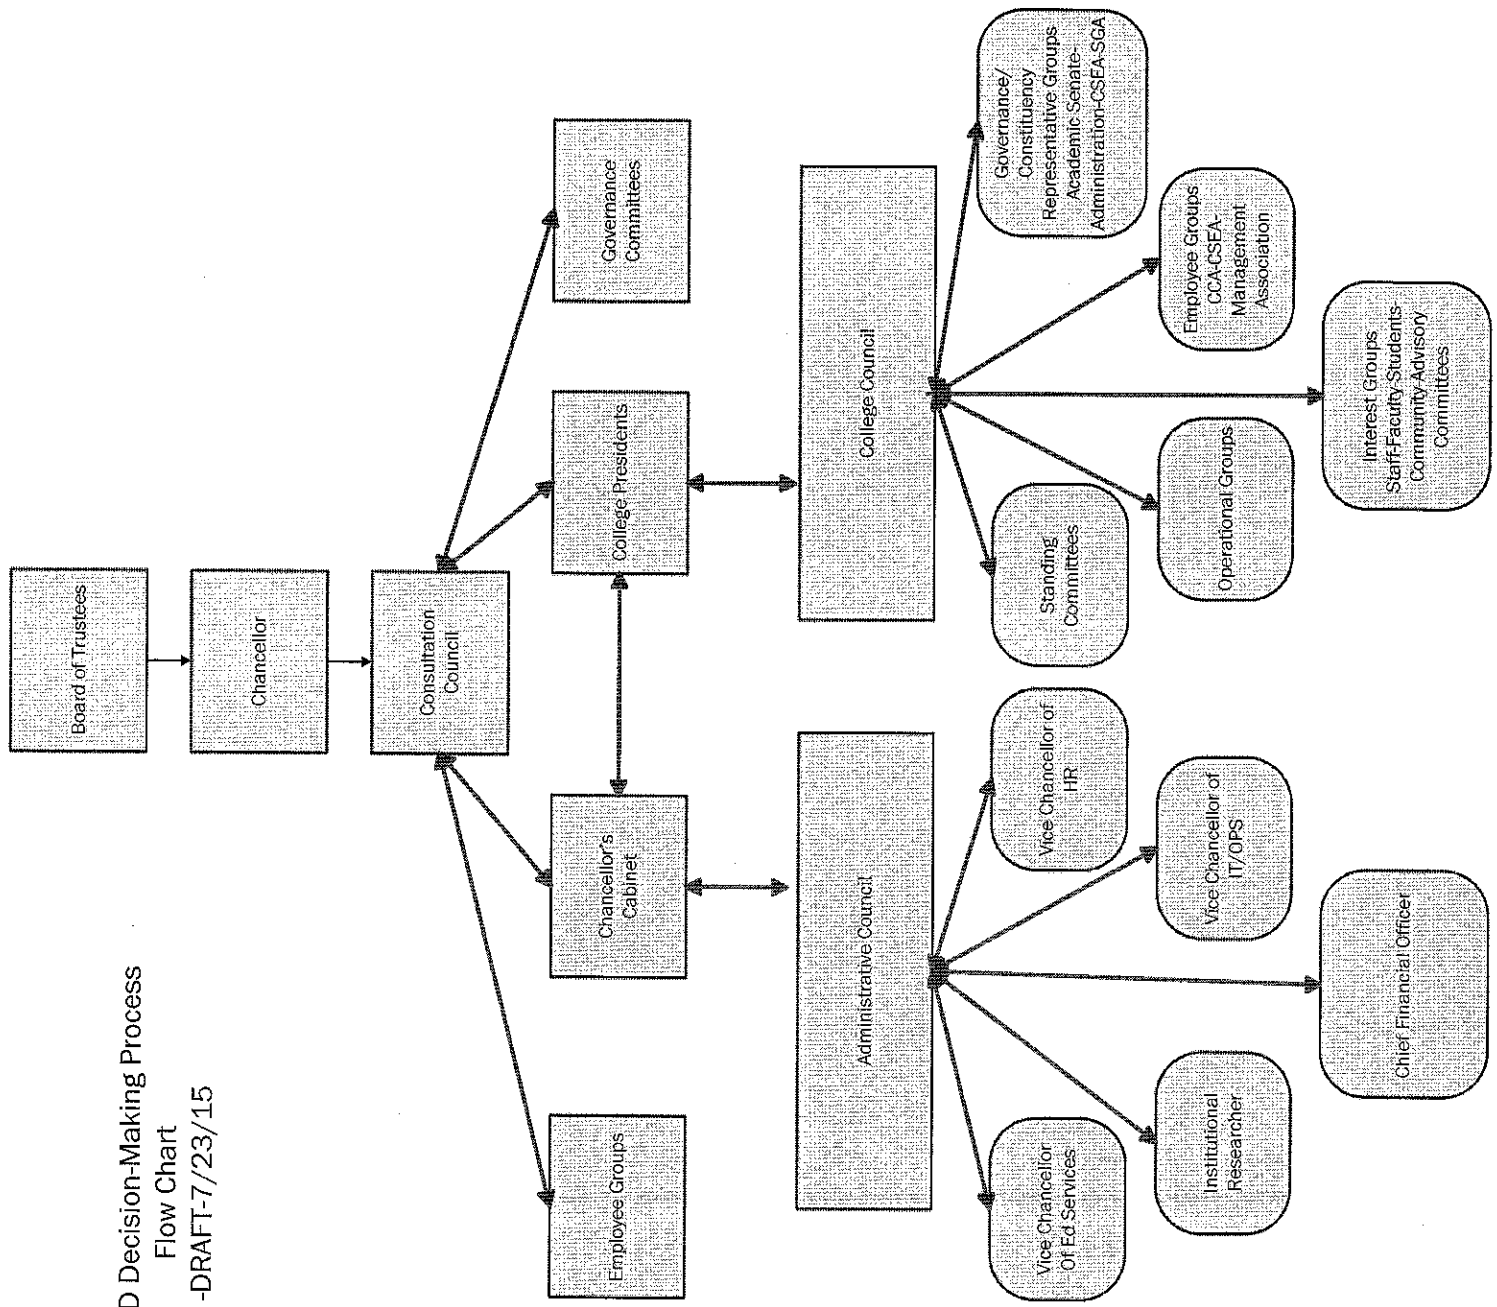 D Decision-Making Process
Flow Chart
-DRAFT-7/23/15
Board of Trustees
Chancellor
Consultation
Council
Employee Groups
Chancellor's
Cabinet
College Presidents
Governance
Committees
Administrative Council
College Council
Vice Chancellor
Of Ed Services
Institutional
Researcher
Chief Financial Officer
Vice Chancellor of
IT/OPS
Vice Chancellor of
HR
Standing
Committees
Operational Groups
Interest Groups
Staff-Faculty-Students-
Community-Advisory
Committees
Employee Groups
CCA-CSEA-
Management
Association
Governance/
Constituency
Representative Groups
Academic Senate-
Administration-CSEA-SGA